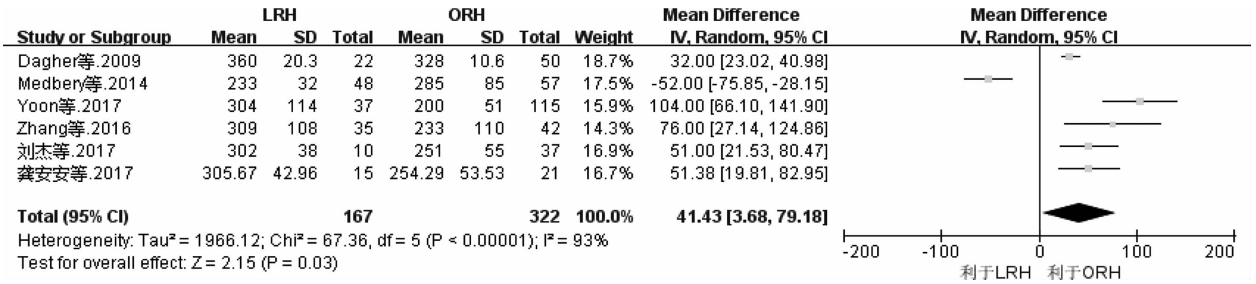 LRH ORH Mean Difference Mean Difference
Study or Subgroup Mean SD Total Mean SD Total Weight IV, Random, 95% CI IV, Random, 95% CI
Dagher等.2009 360 20.3 22 328 10.6 50 18.7% 32.00 [23.02, 40.98]
Medbery等.2014 233 32 48 285 85 57 17.5% -52.00 [-75.85, -28.15]
Yoon等.2017 304 114 37 200 51 115 15.9% 104.00 [66.10, 141.90]
Zhang等.2016 309 108 35 233 110 42 14.3% 76.00 [27.14, 124.86]
刘杰等.2017 302 38 10 251 55 37 16.9% 51.00 [21.53, 80.47]
龚安安等.2017 305.67 42.96 15 254.29 53.53 21 16.7% 51.38 [19.81, 82.95]
Total (95% CI) 167 322 100.0% 41.43 [3.68, 79.18]
Heterogeneity: Tau² = 1966.12; Chi² = 67.36, df = 5 (P < 0.00001); I² = 93%
Test for overall effect: Z = 2.15 (P = 0.03)
-200 -100 0 100 200
利于LRH 利于ORH